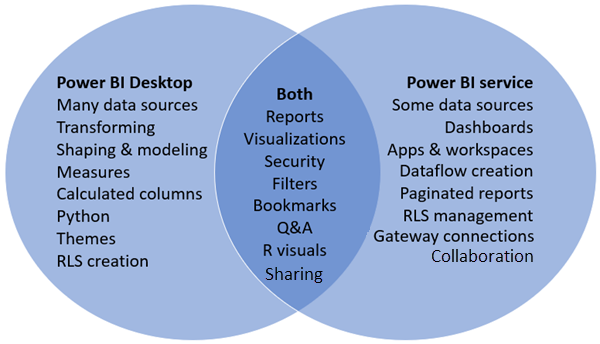 Power BI Desktop
Many data sources
Transforming
Shaping & modeling
Measures
Calculated columns
Python
Themes
RLS creation
Both
Reports
Visualizations
Security
Filters
Bookmarks
Q&A
R visuals
Sharing
Power BI service
Some data sources
Dashboards
Apps & workspaces
Dataflow creation
Paginated reports
RLS management
Gateway connections
Collaboration